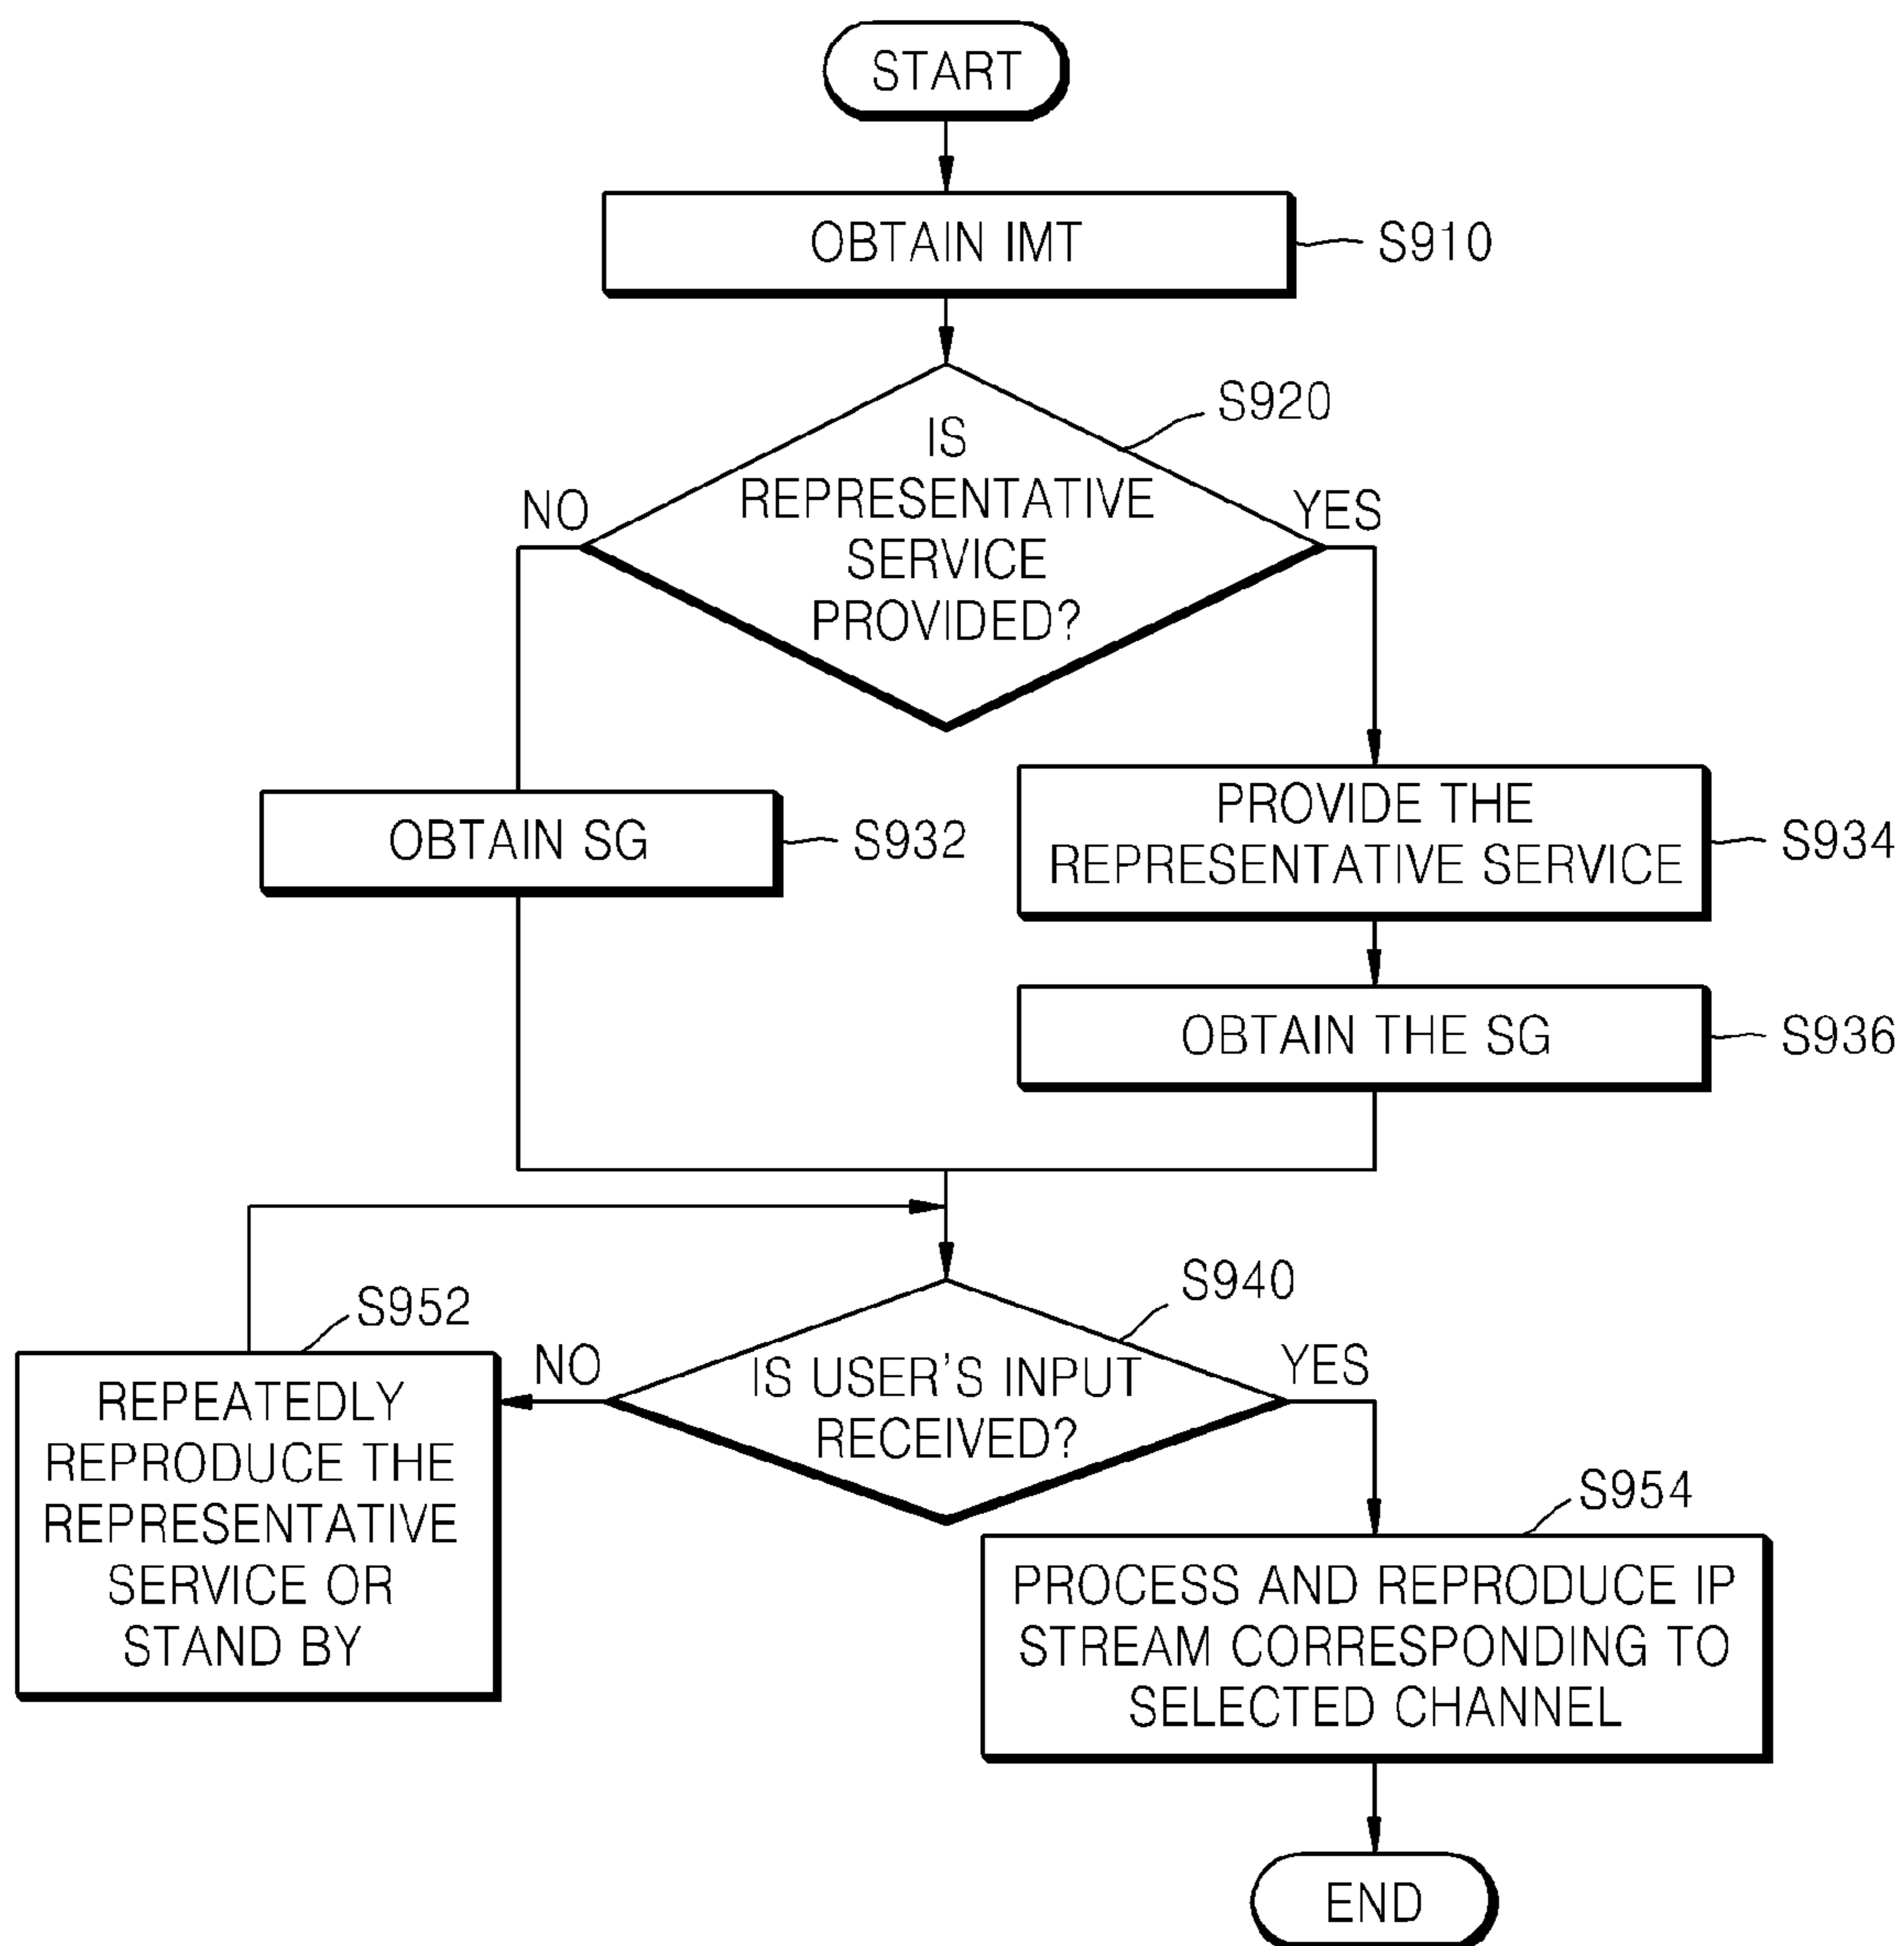 START
OBTAIN IMT
S910
S920
IS
REPRESENTATIVE
SERVICE
PROVIDED?
NO
YES
OBTAIN SG
S932
PROVIDE THE
REPRESENTATIVE SERVICE
S934
OBTAIN THE SG
S936
S940
IS USER'S INPUT
RECEIVED?
NO
YES
S952
REPEATEDLY
REPRODUCE THE
REPRESENTATIVE
SERVICE OR
STAND BY
S954
PROCESS AND REPRODUCE IP
STREAM CORRESPONDING TO
SELECTED CHANNEL
END